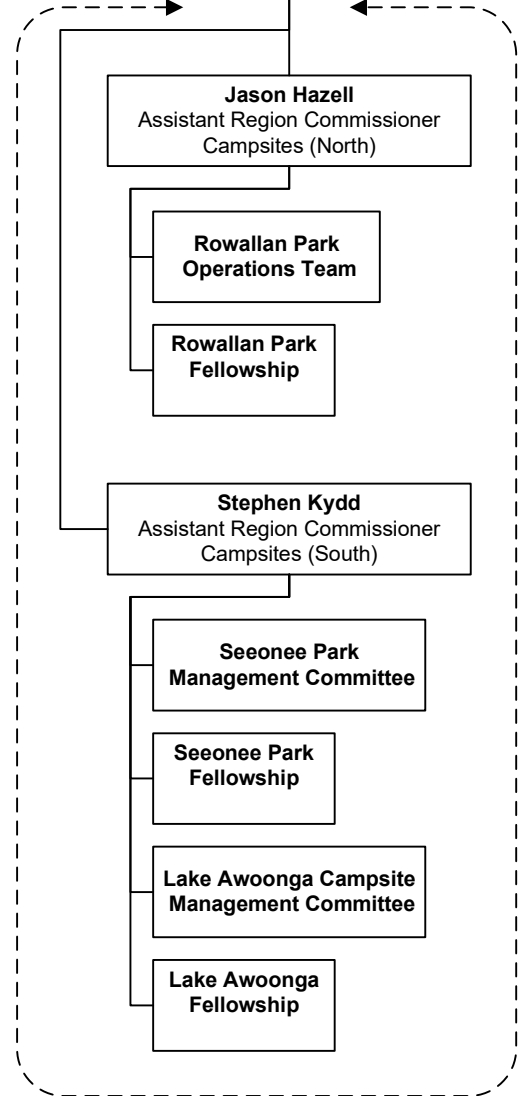 Jason Hazell
Assistant Region Commissioner
Campsites (North)
Rowallan Park
Operations Team
Rowallan Park
Fellowship
Stephen Kydd
Assistant Region Commissioner
Campsites (South)
Seeonee Park
Management Committee
Seeonee Park
Fellowship
Lake Awoonga Campsite
Management Committee
Lake Awoonga
Fellowship